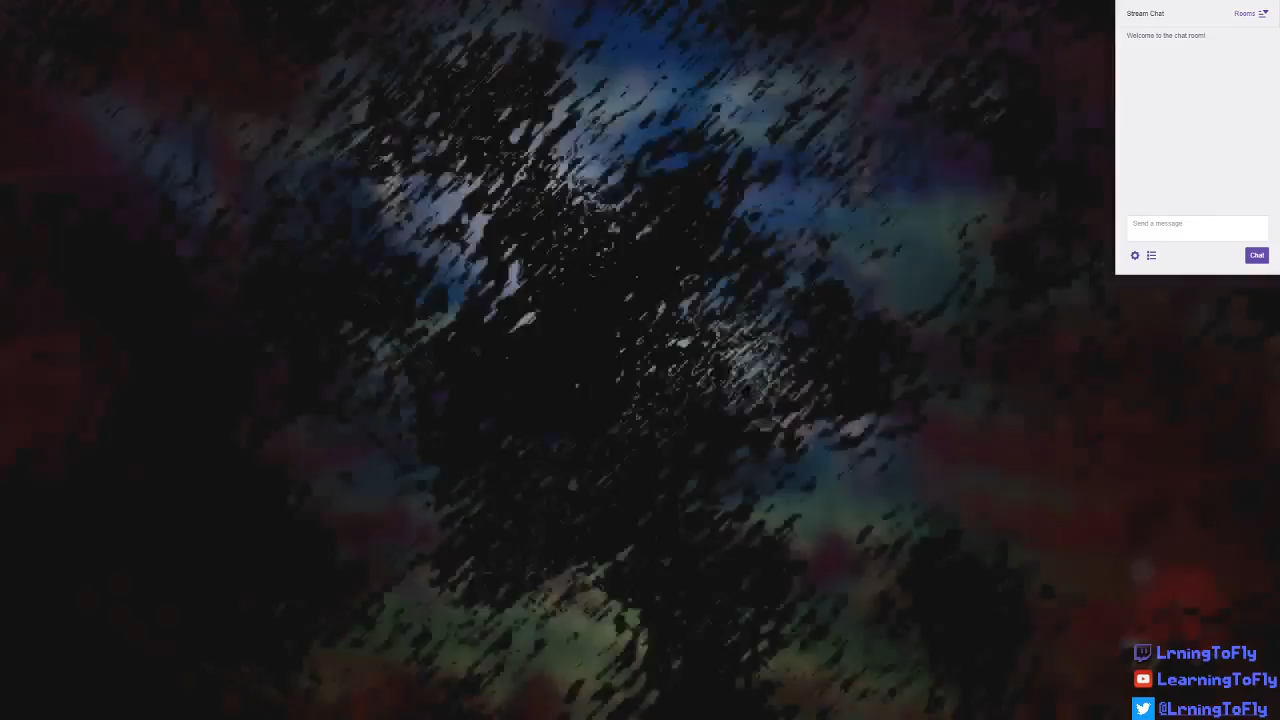 Stream Chat
Rooms
Welcome to the chat room!
Send a message
Chat
LrningToFly
LearningToFly
@LrningToFly